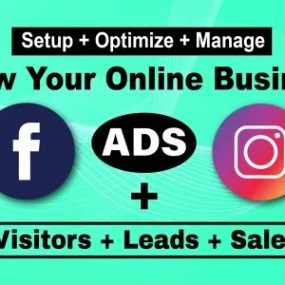 Setup + Optimize + Manage
w Your Online Busin
f
ADS
+
Visitors + Leads + Sale